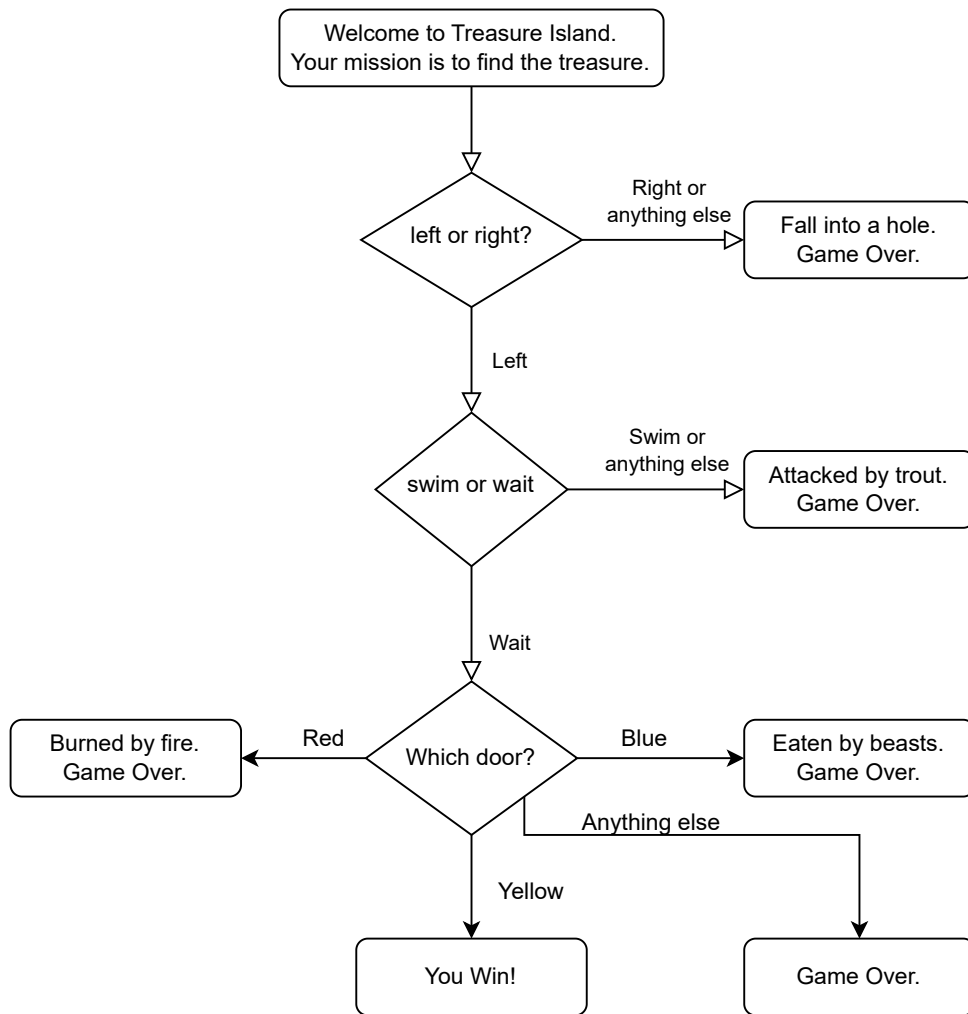 Welcome to Treasure Island.
Your mission is to find the treasure.
left or right?
Right or
anything else
Fall into a hole.
Game Over.
Left
swim or wait
Swim or
anything else
Attacked by trout.
Game Over.
Wait
Burned by fire.
Game Over.
Red
Which door?
Blue
Eaten by beasts.
Game Over.
Anything else
Yellow
You Win!
Game Over.